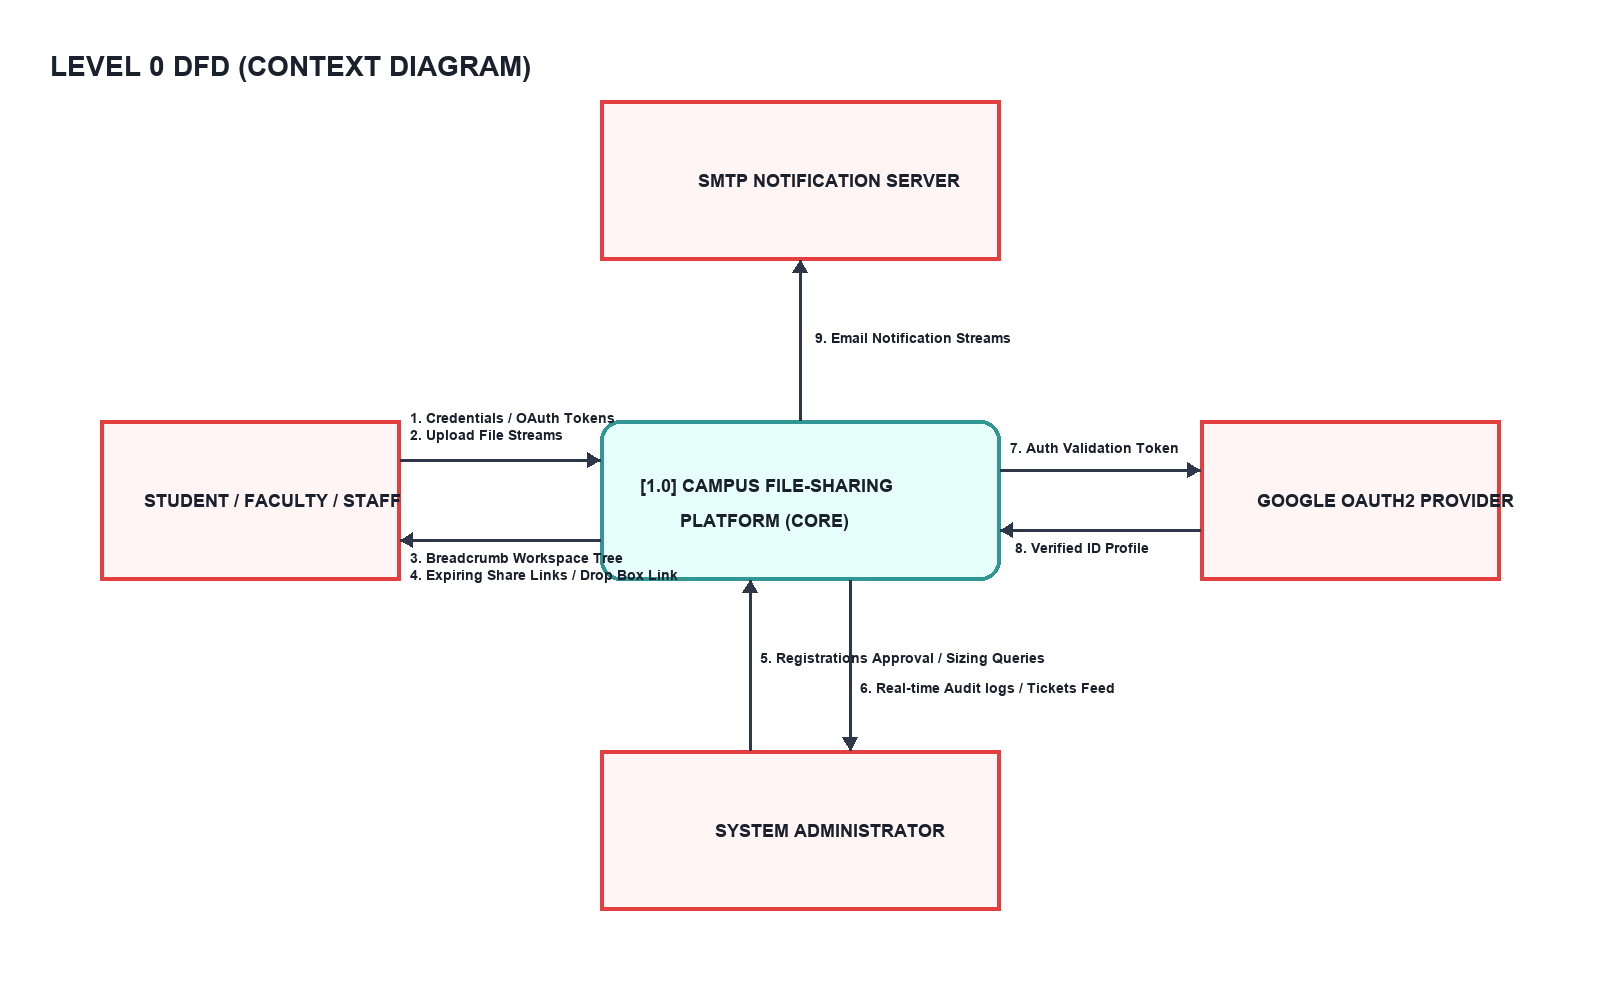 LEVEL 0 DFD (CONTEXT DIAGRAM)
SMTP NOTIFICATION SERVER
9. Email Notification Streams
1. Credentials / OAuth Tokens
2. Upload File Streams
STUDENT / FACULTY / STAFF
3. Breadcrumb Workspace Tree
4. Expiring Share Links / Drop Box Link
[1.0] CAMPUS FILE-SHARING
PLATFORM (CORE)
7. Auth Validation Token
GOOGLE OAUTH2 PROVIDER
8. Verified ID Profile
5. Registrations Approval / Sizing Queries
6. Real-time Audit logs / Tickets Feed
SYSTEM ADMINISTRATOR